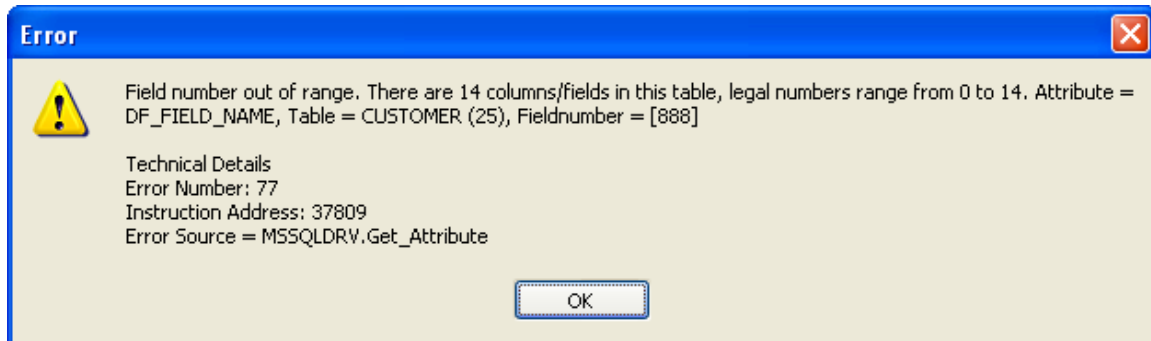 Error
Field number out of range. There are 14 columns/fields in this table, legal numbers range from 0 to 14. Attribute =
DF_FIELD_NAME, Table = CUSTOMER (25), Fieldnumber = [888]
Technical Details
Error Number: 77
Instruction Address: 37809
Error Source = MSSQLDRV.Get_Attribute
OK